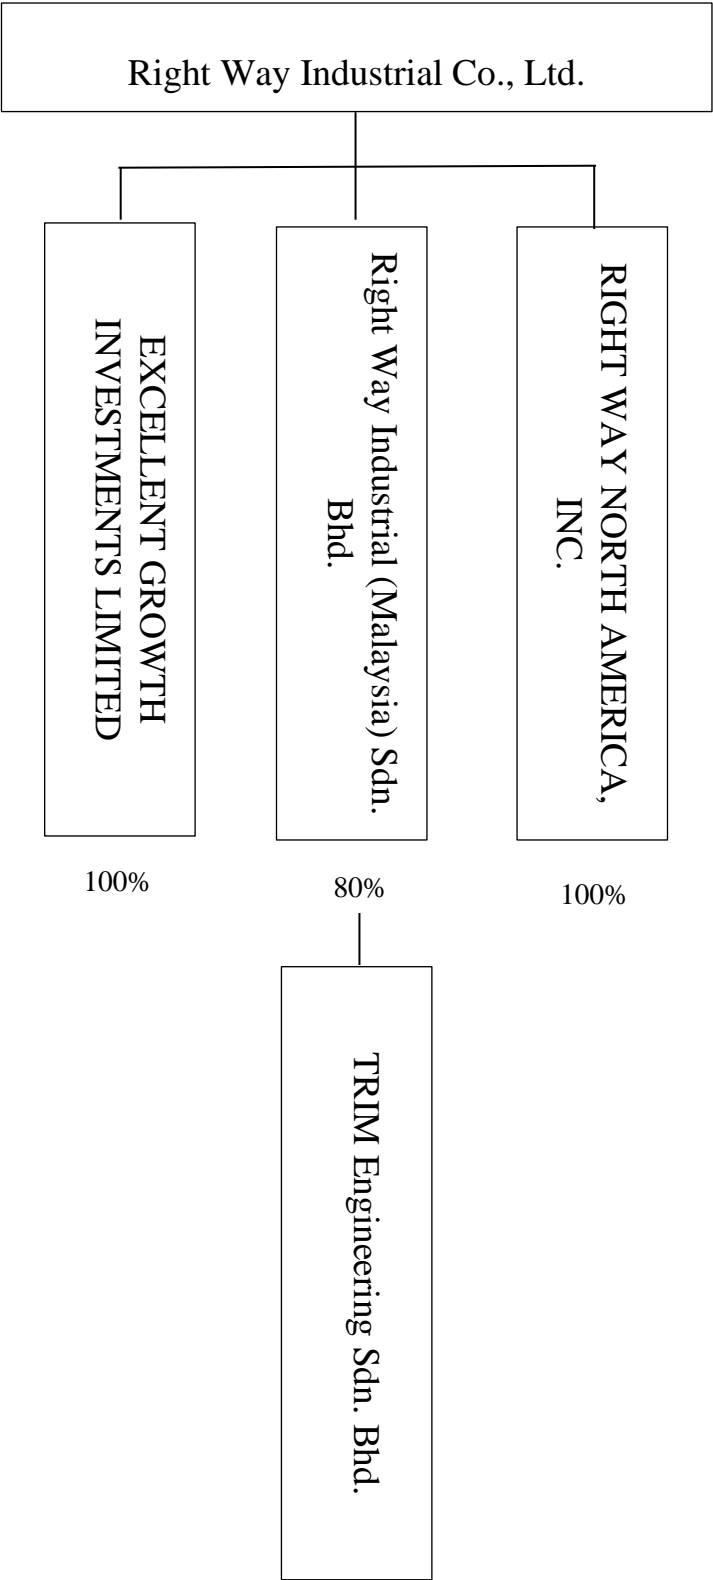 Right Way Industrial Co., Ltd.
EXCELLENT GROWTH
INVESTMENTS LIMITED
Right Way Industrial (Malaysia) Sdn.
Bhd.
RIGHT WAY NORTH AMERICA,
INC.
100%
80%
100%
TRIM Engineering Sdn. Bhd.